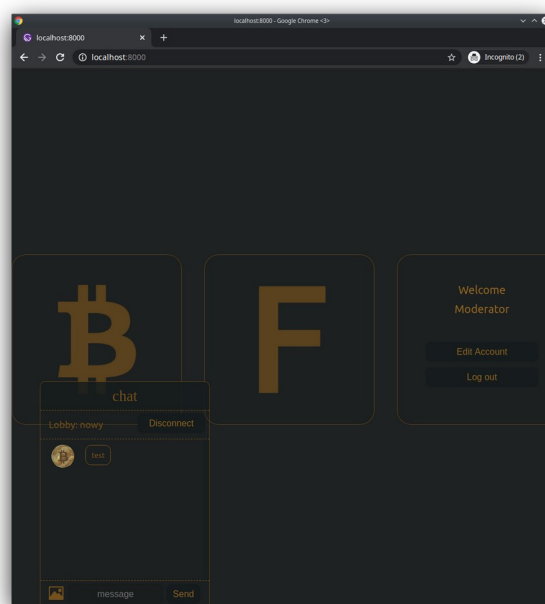 localhost:8000 - Google Chrome <3>
localhost:8000
localhost:8000
Incognito (2)
F
Welcome
Moderator
Edit Account
Log out
chat
Lobby: nowy
Disconnect
test
message
Send